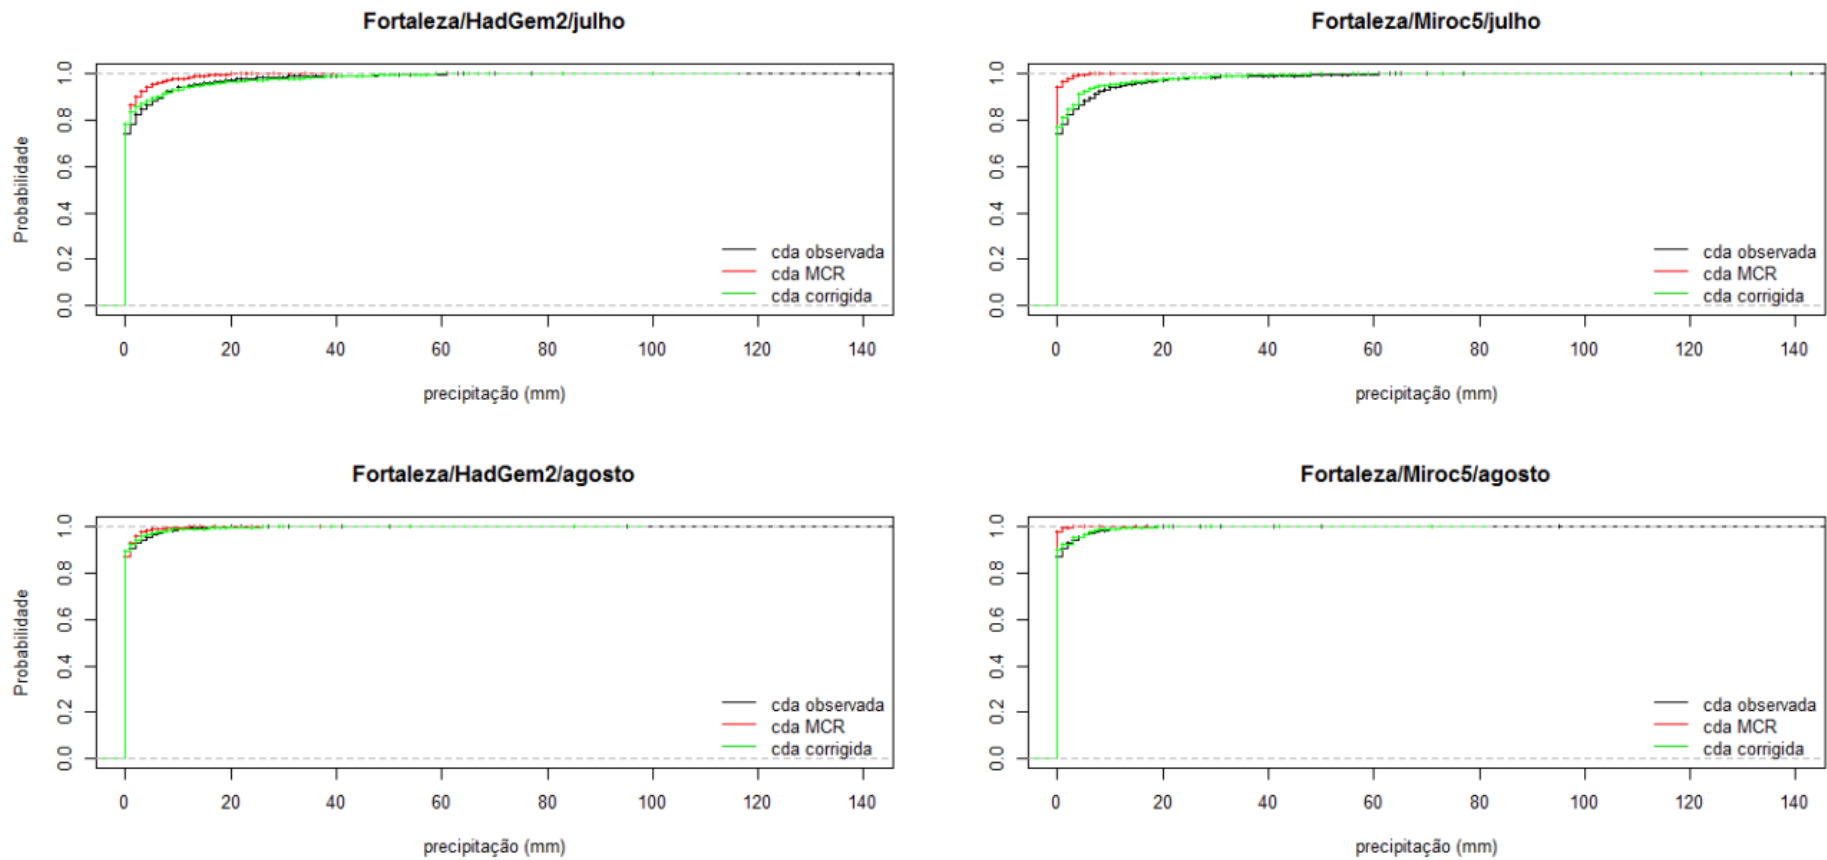 Fortaleza/HadGem2/julho
Probabilidade
1.0
0.8
0.6
0.4
0.2
0.0
cda observada
cda MCR
cda corrigida
0 20 40 60 80 100 120 140
precipitação (mm)
Fortaleza/Miroc5/julho
1.0
0.8
0.6
0.4
0.2
0.0
cda observada
cda MCR
cda corrigida
0 20 40 60 80 100 120 140
precipitação (mm)
Fortaleza/HadGem2/agosto
Probabilidade
1.0
0.8
0.6
0.4
0.2
0.0
cda observada
cda MCR
cda corrigida
0 20 40 60 80 100 120 140
precipitação (mm)
Fortaleza/Miroc5/agosto
1.0
0.8
0.6
0.4
0.2
0.0
cda observada
cda MCR
cda corrigida
0 20 40 60 80 100 120 140
precipitação (mm)